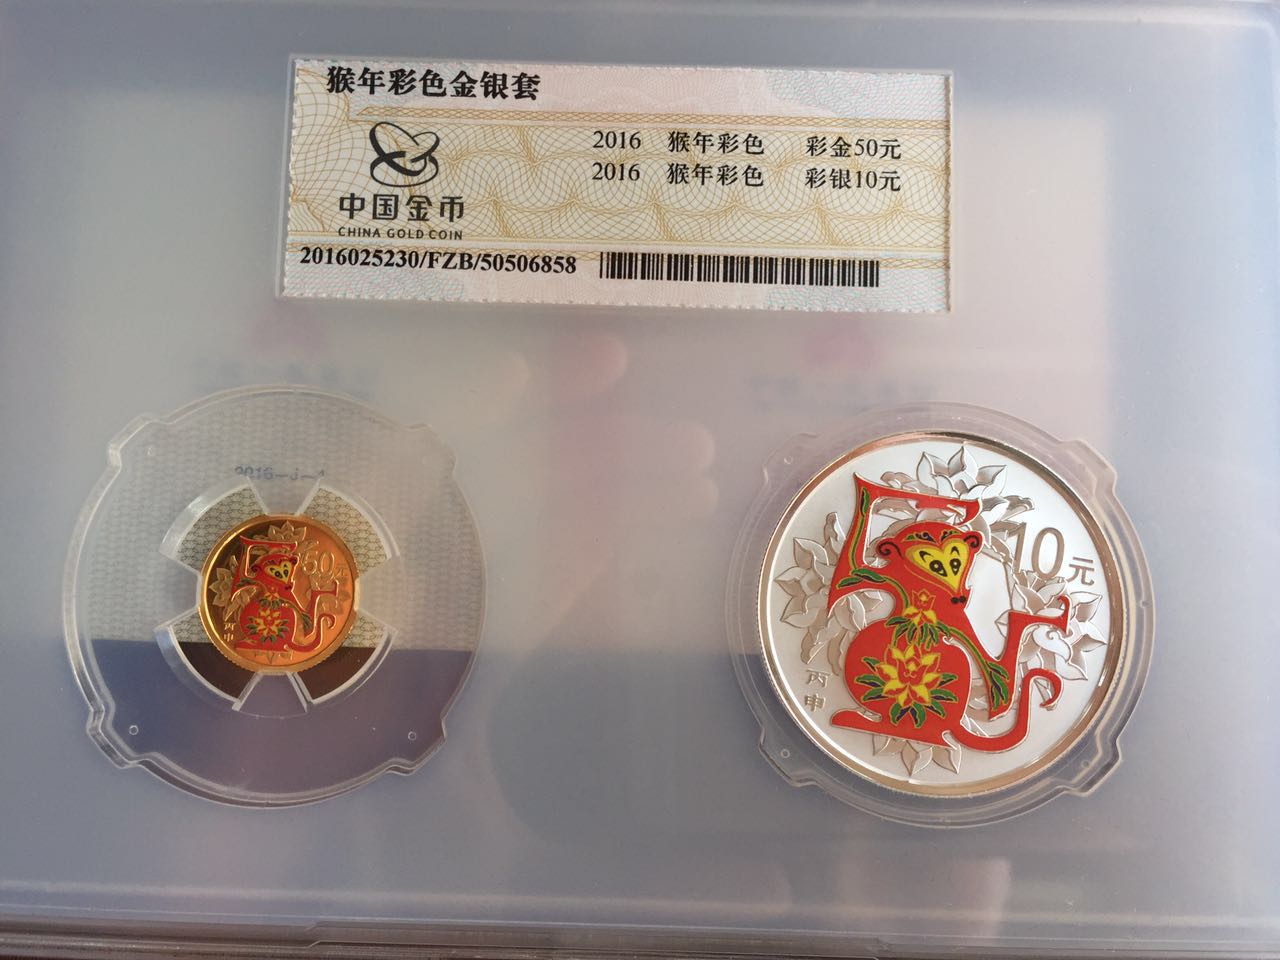 猴年彩色金银套
2016 猴年彩色 彩金50元
2016 猴年彩色 彩银10元
中国金币
CHINA GOLD COIN
2016025230/FZB/50506858
50元
丙申
10元
丙申